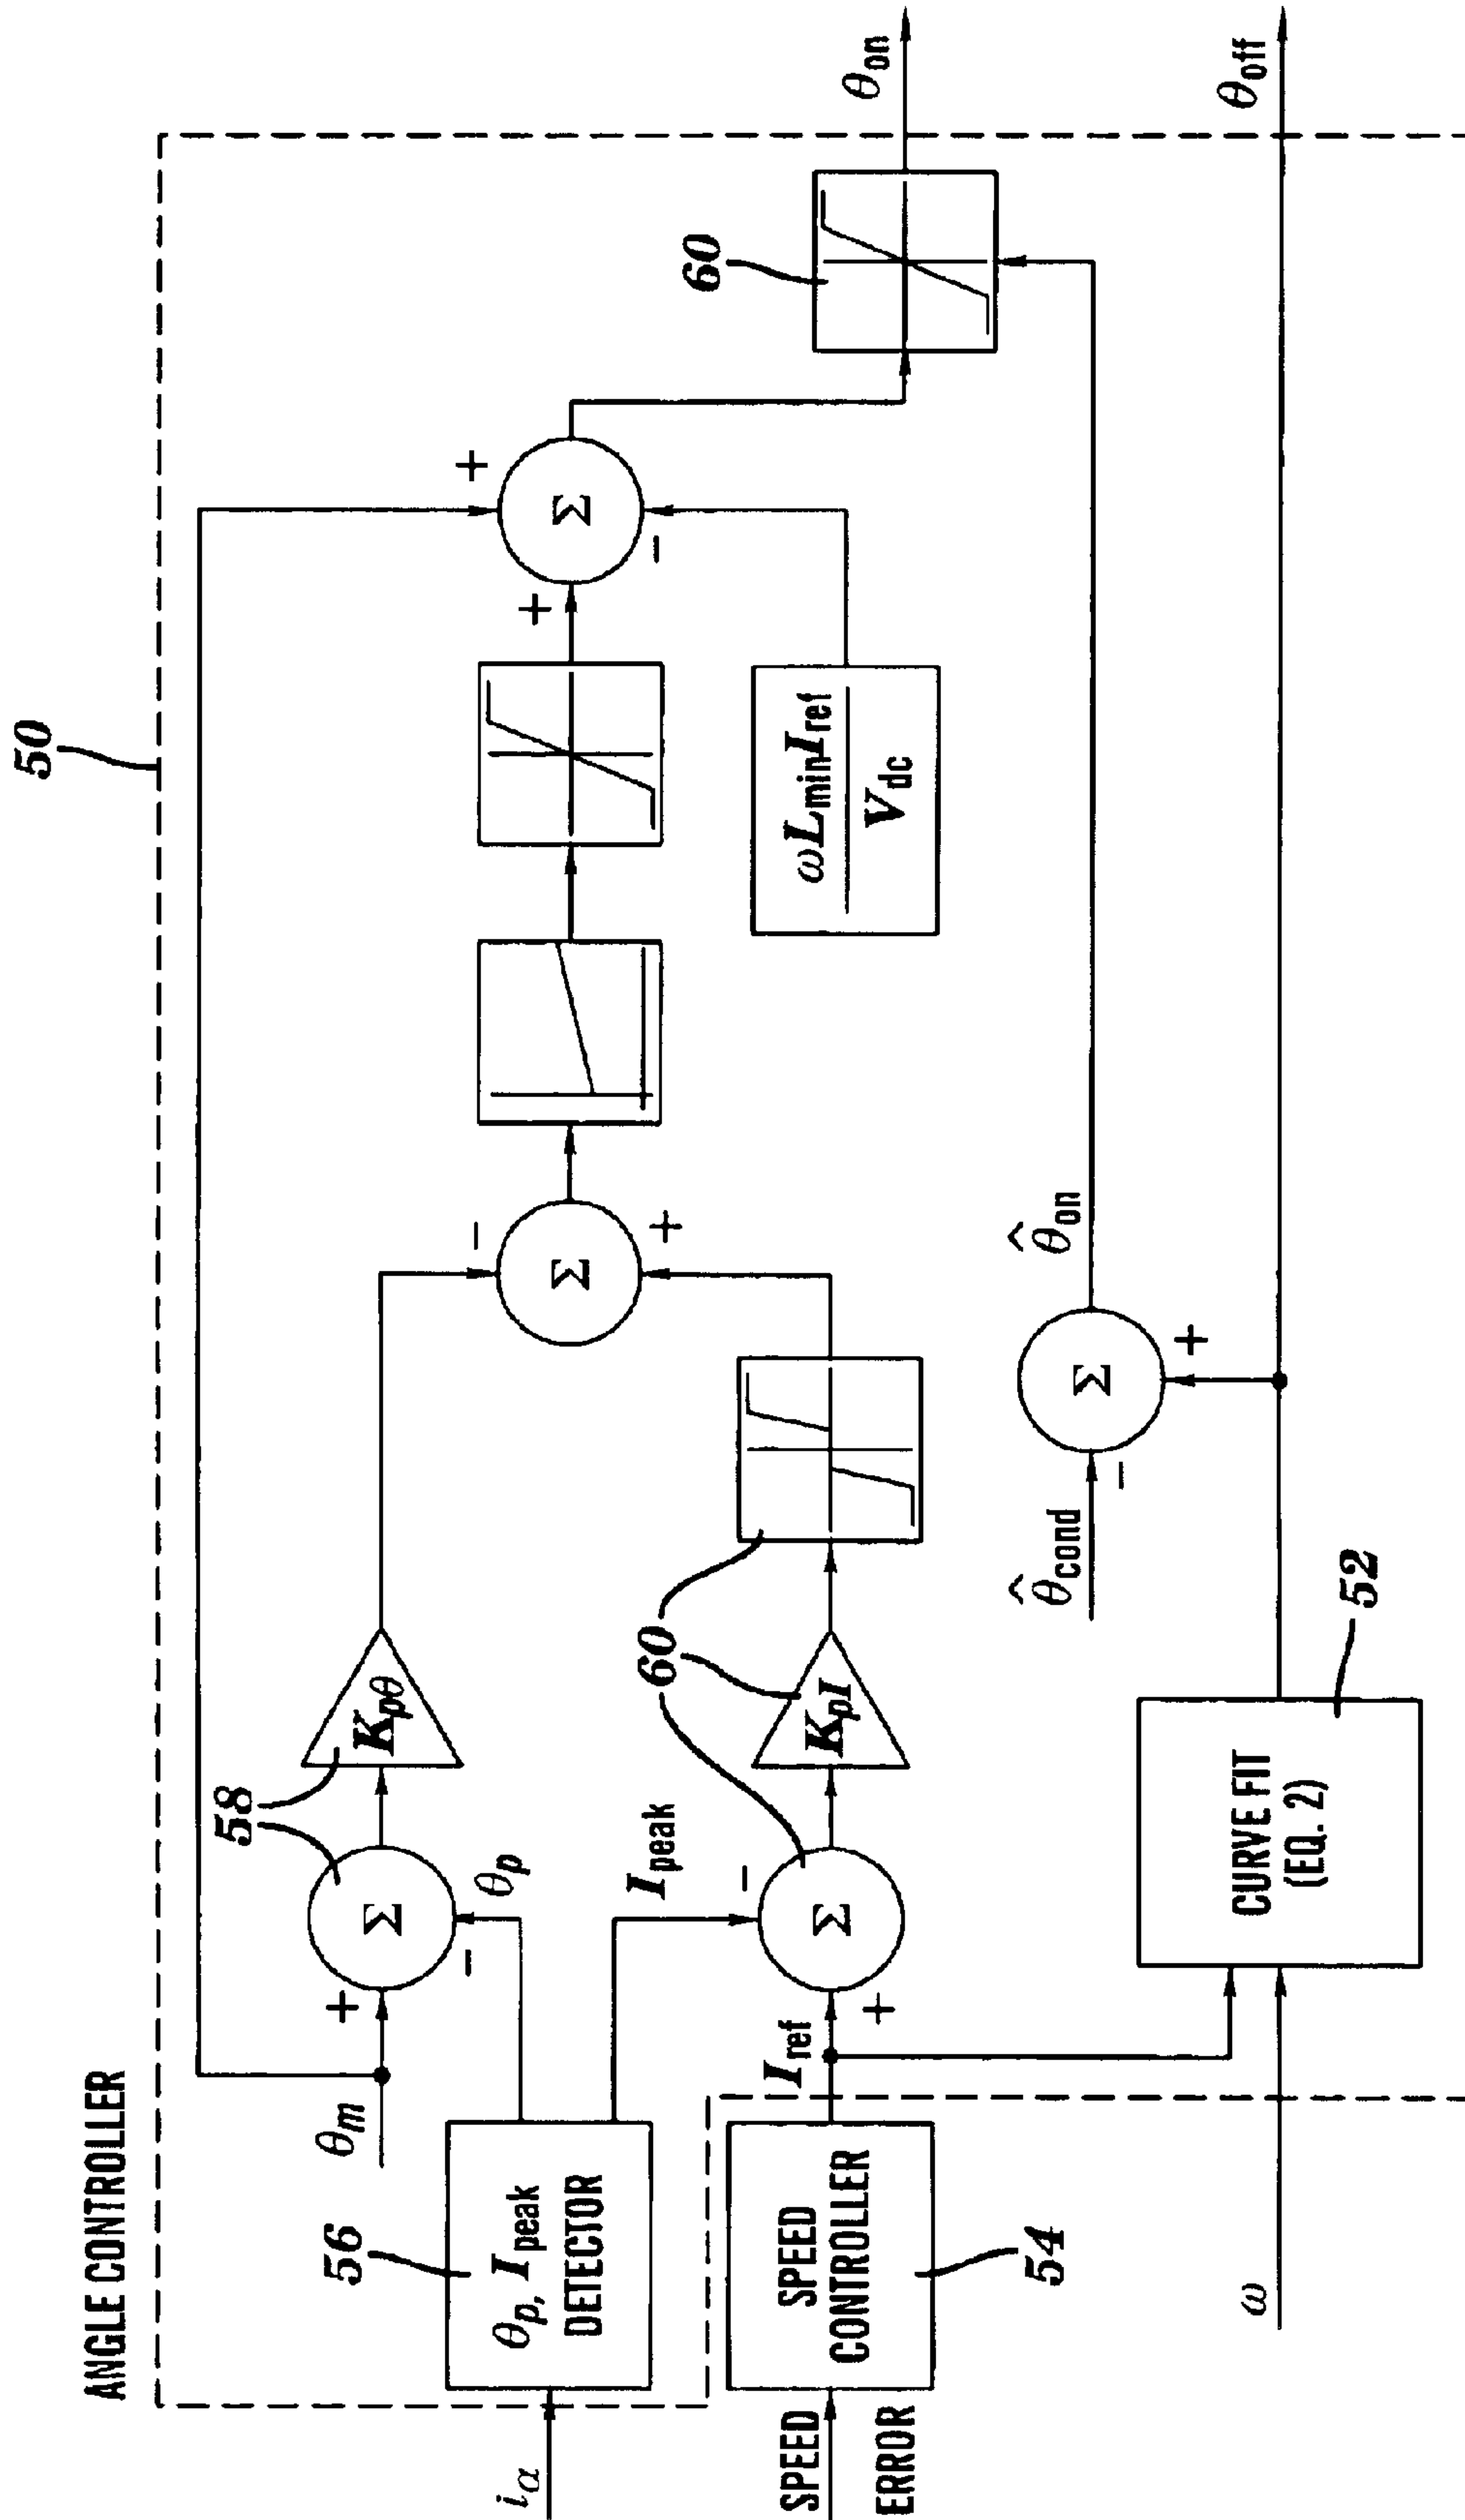 ANGLE CONTROLLER
50
iα
56
θp, Ipeak
DETECTOR
θm
+
-
Σ
θp
58
Kpθ
Ipeak
SPEED
ERROR
SPEED
CONTROLLER
54
Iref
+
-
Σ
60
KpI
-
+
Σ
ωLminIref
Vdc
+
+
-
Σ
60
θon
ω
CURVE FIT
(EQ. 2)
52
θ̂cond
-
+
Σ
θ̂on
θoff